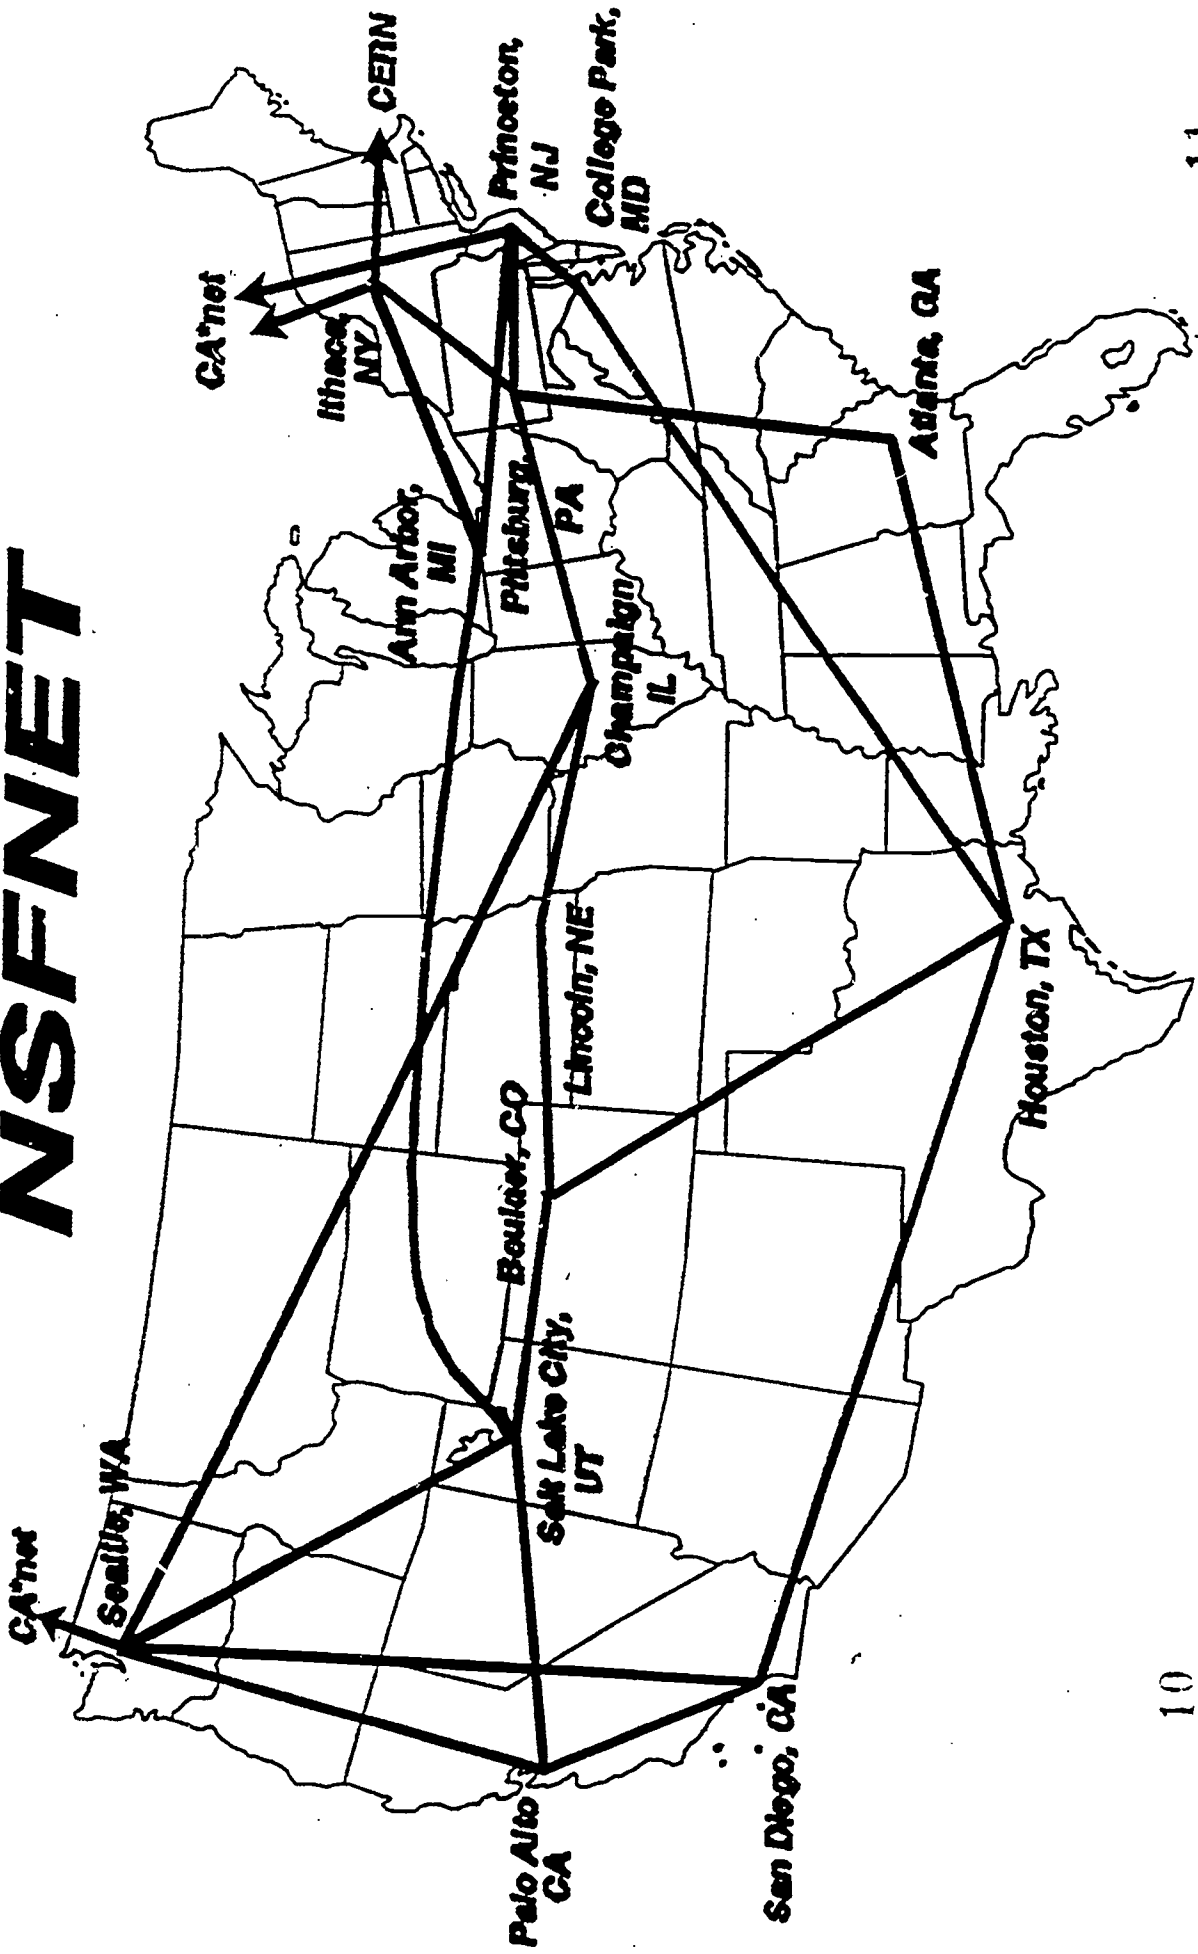 NSFNET
CA*net
Seattle, WA
Palo Alto
CA
San Diego, CA
Salt Lake City,
UT
Boulder, CO
Lincoln, NE
Houston, TX
Champaign
IL
Ann Arbor,
MI
Pittsburg,
PA
Atlanta, GA
Ithaca,
NY
CA*net
CERN
Princeton,
NJ
College Park,
MD
10
11